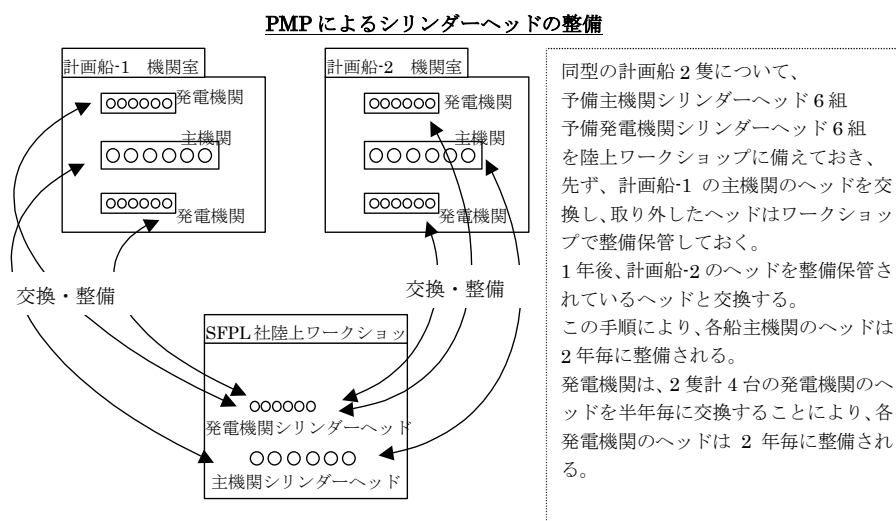 PMP によるシリンダーヘッドの整備
計画船-1 機関室
発電機関
主機関
発電機関
計画船-2 機関室
発電機関
主機関
発電機関
交換・整備
交換・整備
SFPL 社陸上ワークショッ
発電機関シリンダーヘッド
主機関シリンダーヘッド
同型の計画船 2 隻について、
予備主機関シリンダーヘッド 6 組
予備発電機関シリンダーヘッド 6 組
を陸上ワークショップに備えておき、
先ず、計画船-1 の主機関のヘッドを交
換し、取り外したヘッドはワークショッ
プで整備保管しておく。
1 年後、計画船-2 のヘッドを整備保管さ
れているヘッドと交換する。
この手順により、各船主機関のヘッドは
2 年毎に整備される。
発電機関は、2 隻計 4 台の発電機関のヘ
ッドを半年毎に交換することにより、各
発電機関のヘッドは 2 年毎に整備され
る。